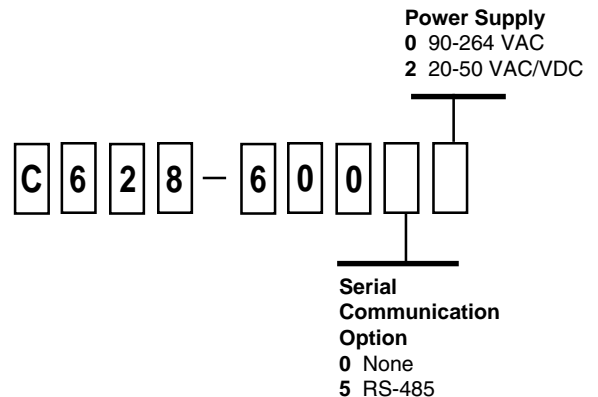 Power Supply
0 90-264 VAC
2 20-50 VAC/VDC
C 6 2 8 – 6 0 0
Serial
Communication
Option
0 None
5 RS-485